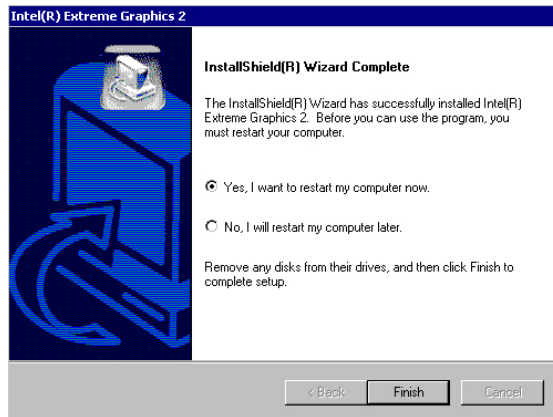 Intel(R) Extreme Graphics 2
InstallShield(R) Wizard Complete
The InstallShield(R) Wizard has successfully installed Intel(R)
Extreme Graphics 2. Before you can use the program, you
must restart your computer.
Yes, I want to restart my computer now.
No, I will restart my computer later.
Remove any disks from their drives, and then click Finish to
complete setup.
< Back
Finish
Cancel